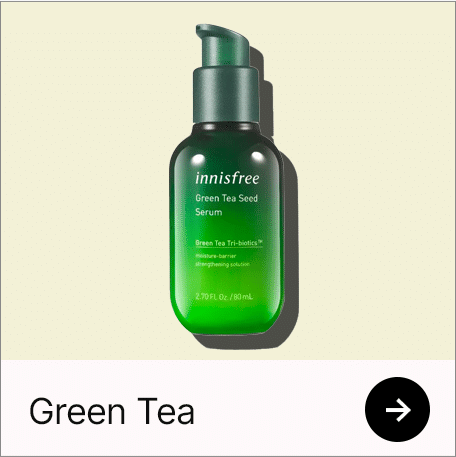 innisfree
Green Tea Seed
Serum
Green Tea Tri-biotics™
moisture-barrier
strengthening solution
2.70 FL.Oz./80 mL
Green Tea